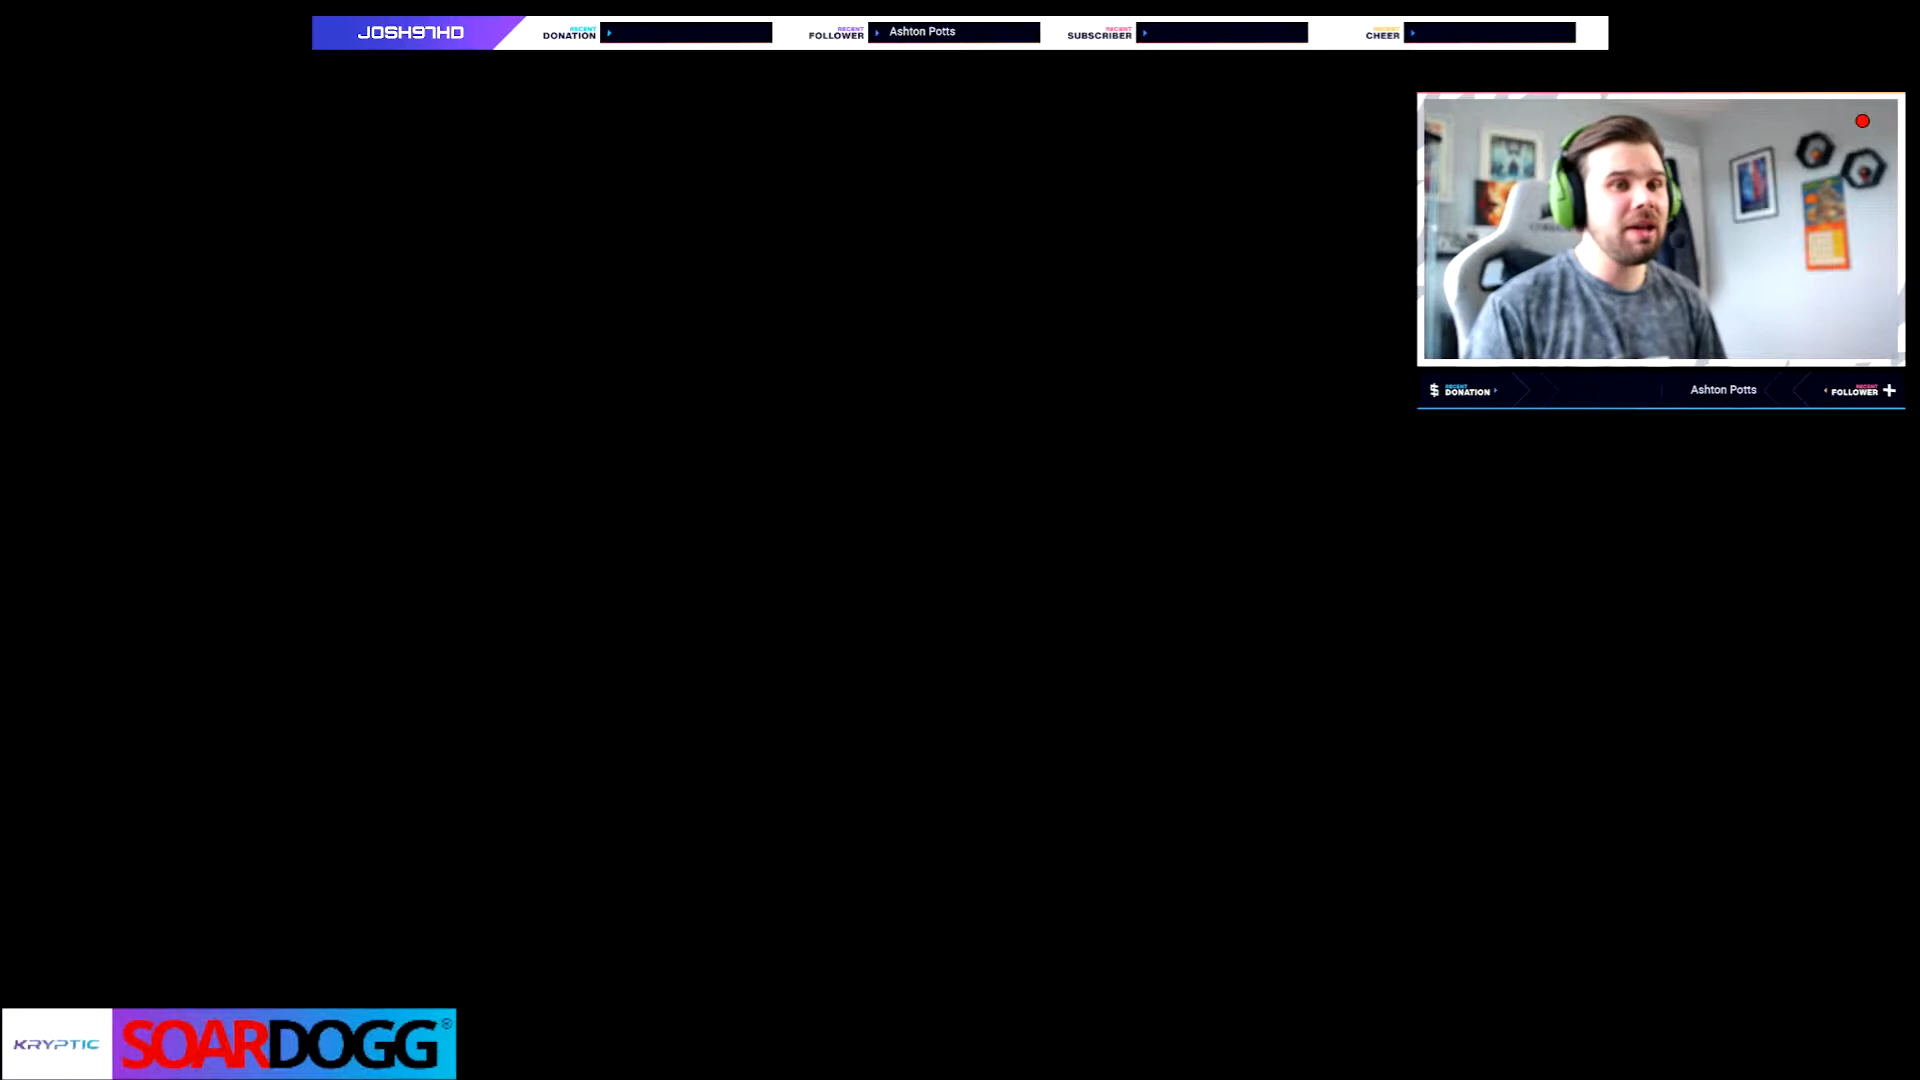 JOSH97HD
RECENT
DONATION
RECENT
FOLLOWER
Ashton Potts
RECENT
SUBSCRIBER
RECENT
CHEER
$ RECENT
DONATION
Ashton Potts
RECENT
FOLLOWER +
KRYPTIC
SOARDOGG®